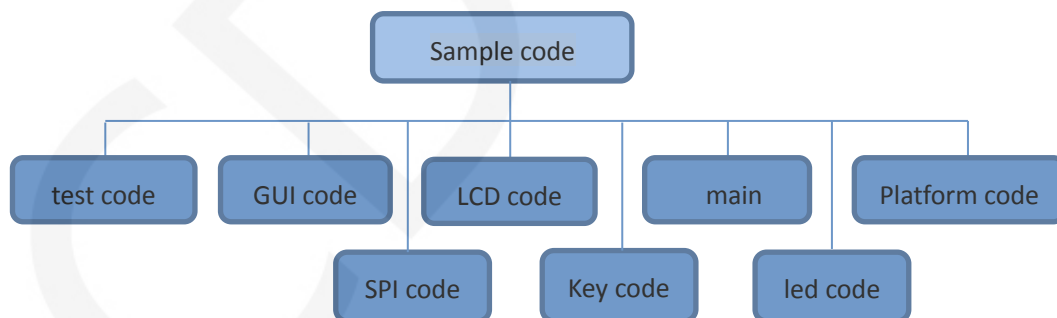 Sample code
test code
GUI code
LCD code
main
Platform code
SPI code
Key code
led code